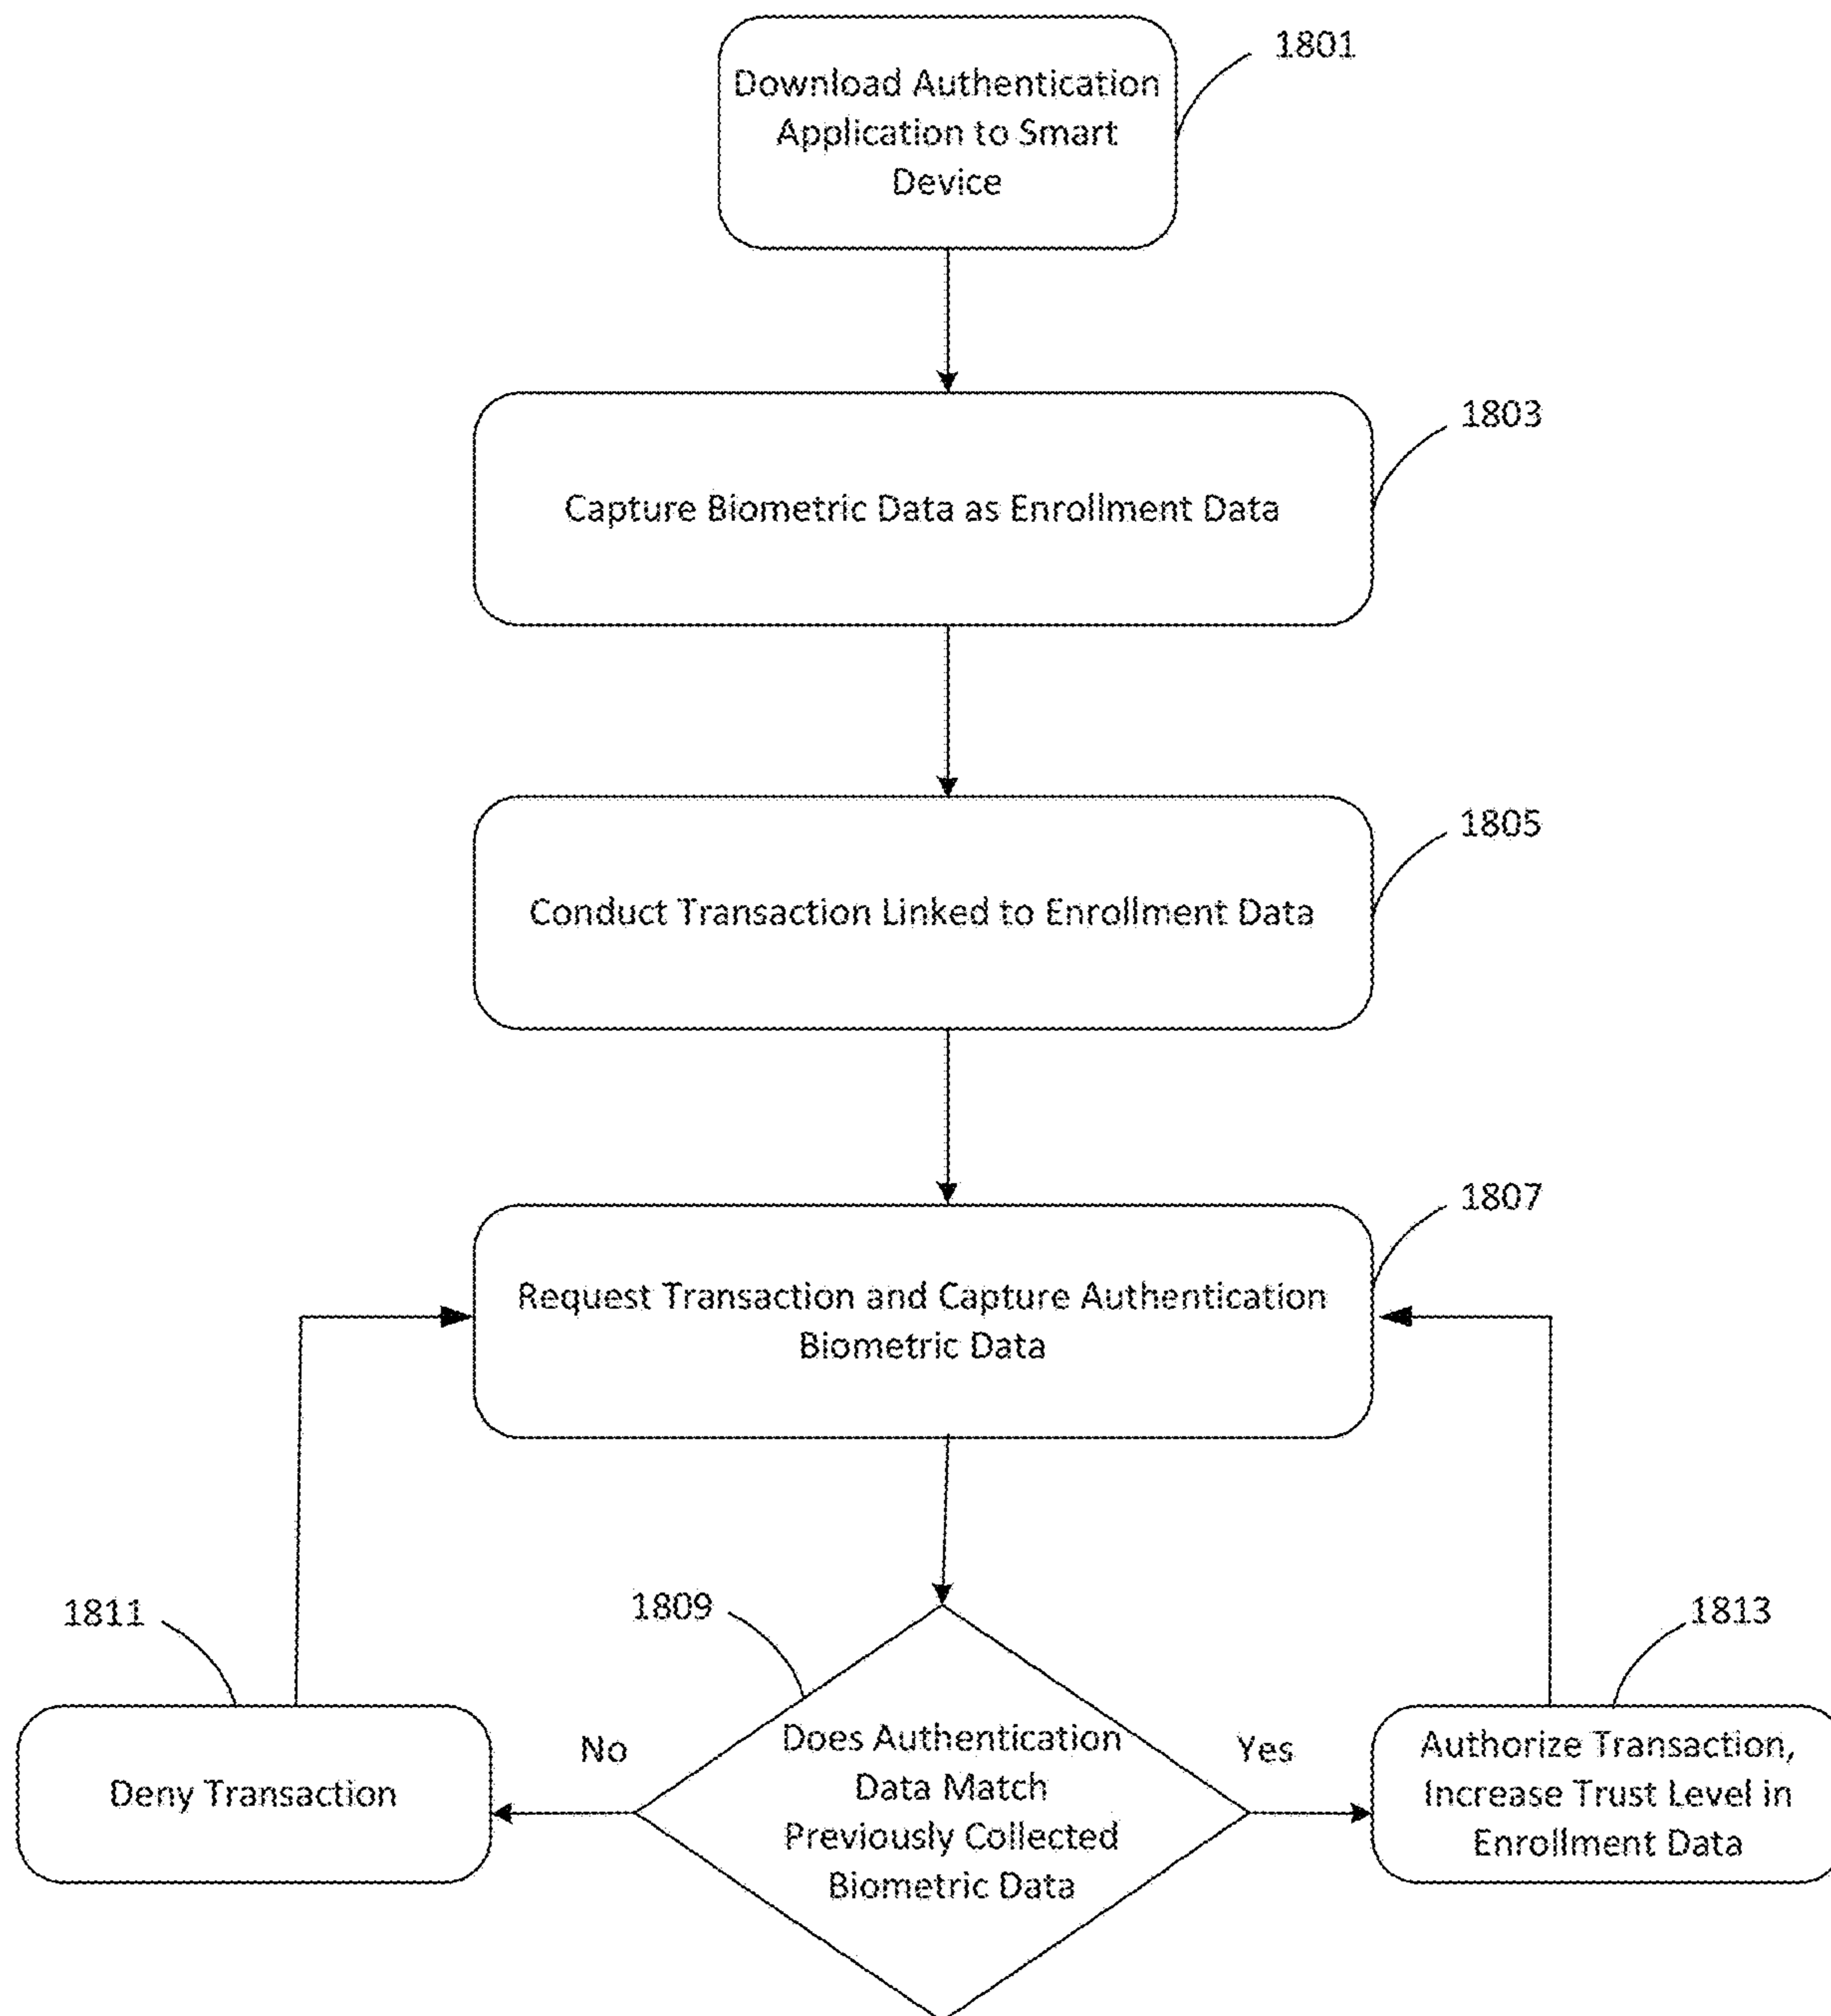 1801
Download Authentication
Application to Smart
Device
1803
Capture Biometric Data as Enrollment Data
1805
Conduct Transaction Linked to Enrollment Data
1807
Request Transaction and Capture Authentication
Biometric Data
1811
1809
1813
Deny Transaction
No
Does Authentication
Data Match
Previously Collected
Biometric Data
Yes
Authorize Transaction,
Increase Trust Level in
Enrollment Data